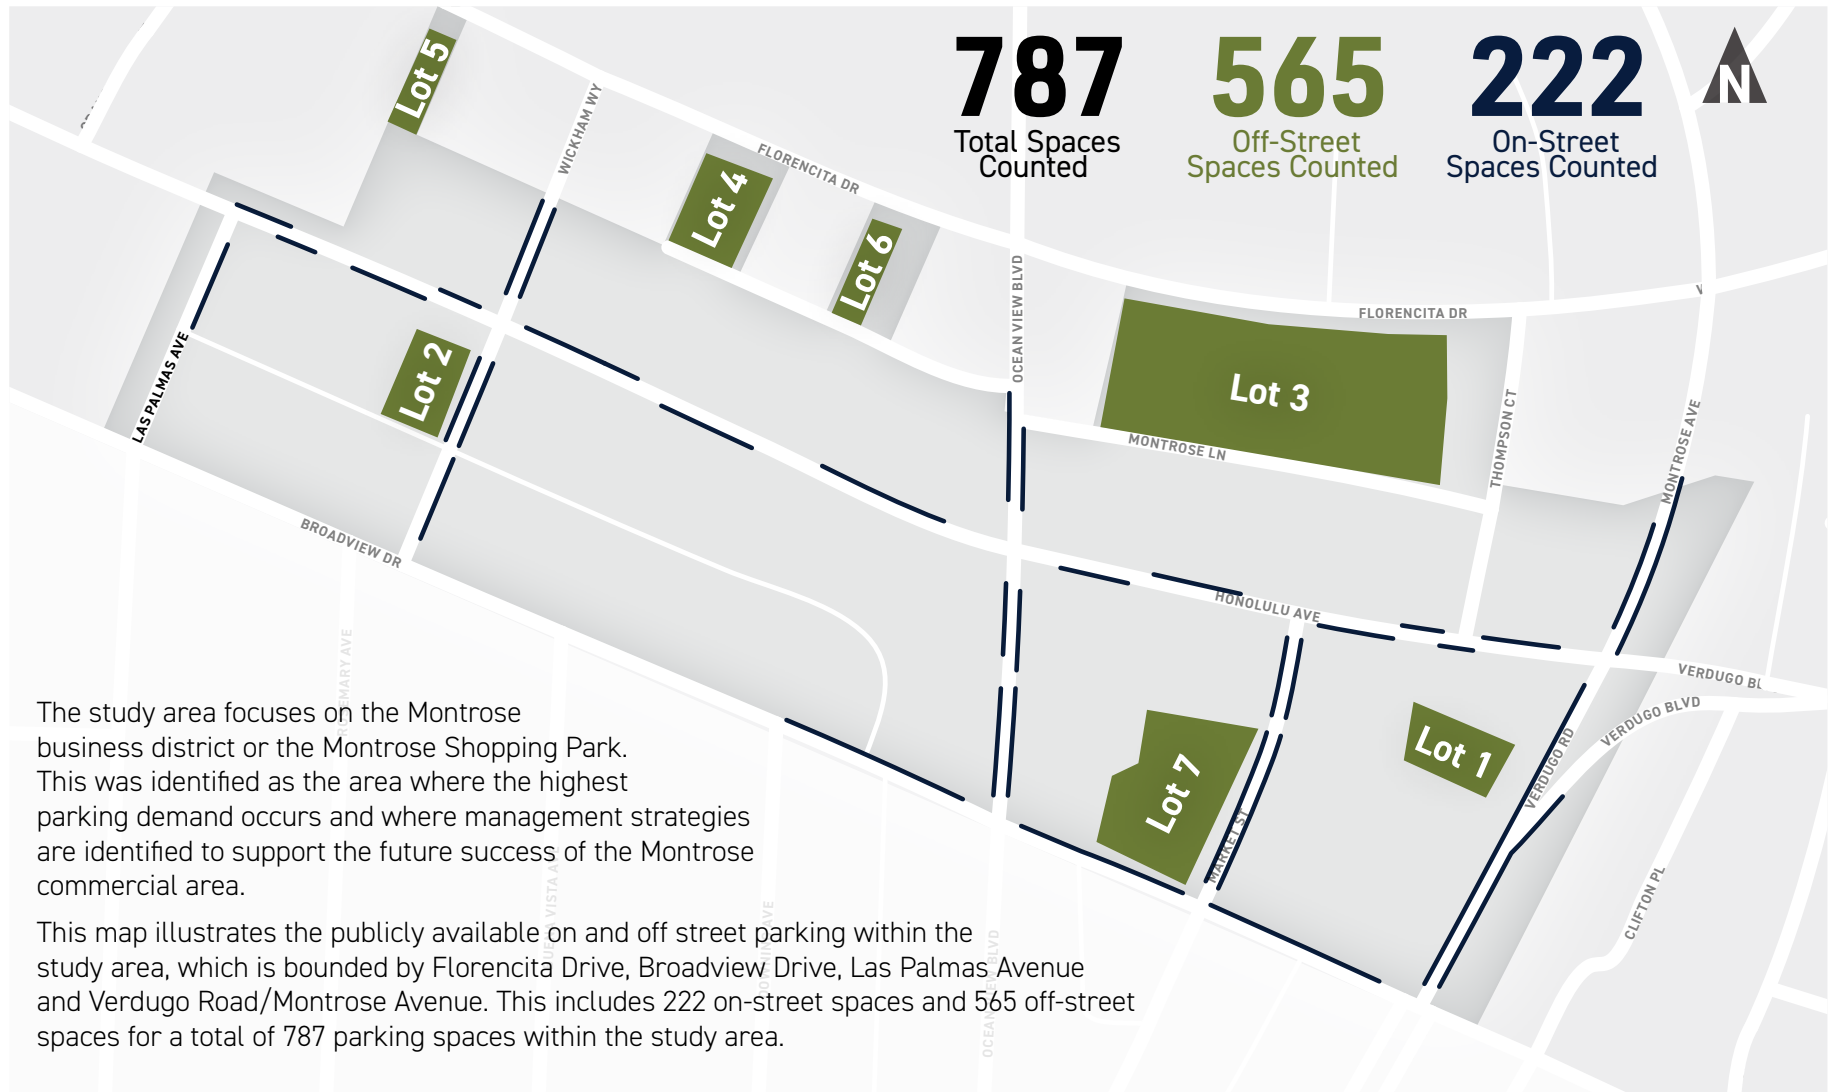 787
Total Spaces
Counted
565
Off-Street
Spaces Counted
222
On-Street
Spaces Counted
N
Lot 5
WICKHAM WY
Lot 4
FLORENCITA DR
Lot 6
OCEAN VIEW BLVD
FLORENCITA DR
Lot 3
MONTROSE LN
THOMPSON CT
MONTROSE AVE
LAS PALMAS AVE
Lot 2
BROADVIEW DR
HONOLULU AVE
VERDUGO BL
VERDUGO BLVD
VERDUGO RD
Lot 1
Lot 7
MARKET ST
CLIFTON PL
The study area focuses on the Montrose
business district or the Montrose Shopping Park.
This was identified as the area where the highest
parking demand occurs and where management strategies
are identified to support the future success of the Montrose
commercial area.
This map illustrates the publicly available on and off street parking within the
study area, which is bounded by Florencita Drive, Broadview Drive, Las Palmas Avenue
and Verdugo Road/Montrose Avenue. This includes 222 on-street spaces and 565 off-street
spaces for a total of 787 parking spaces within the study area.